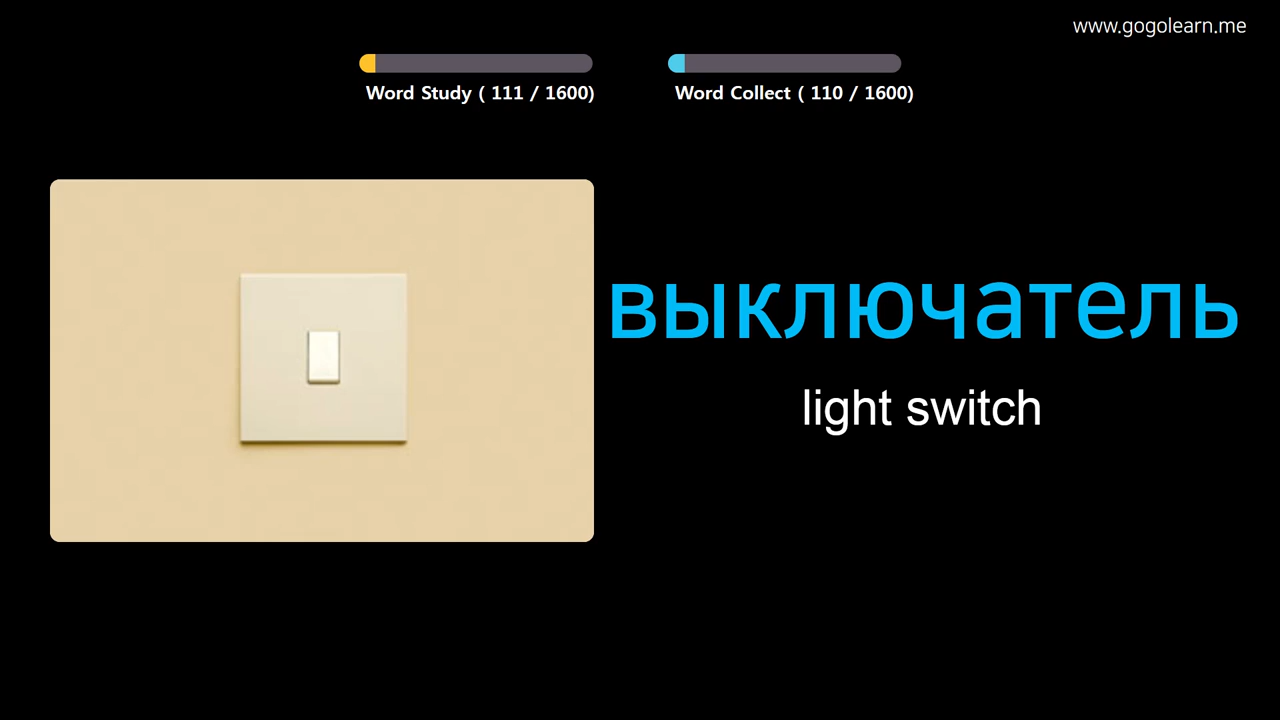 www.gogolearn.me
Word Study ( 111 / 1600)
Word Collect ( 110 / 1600)
выключатель
light switch